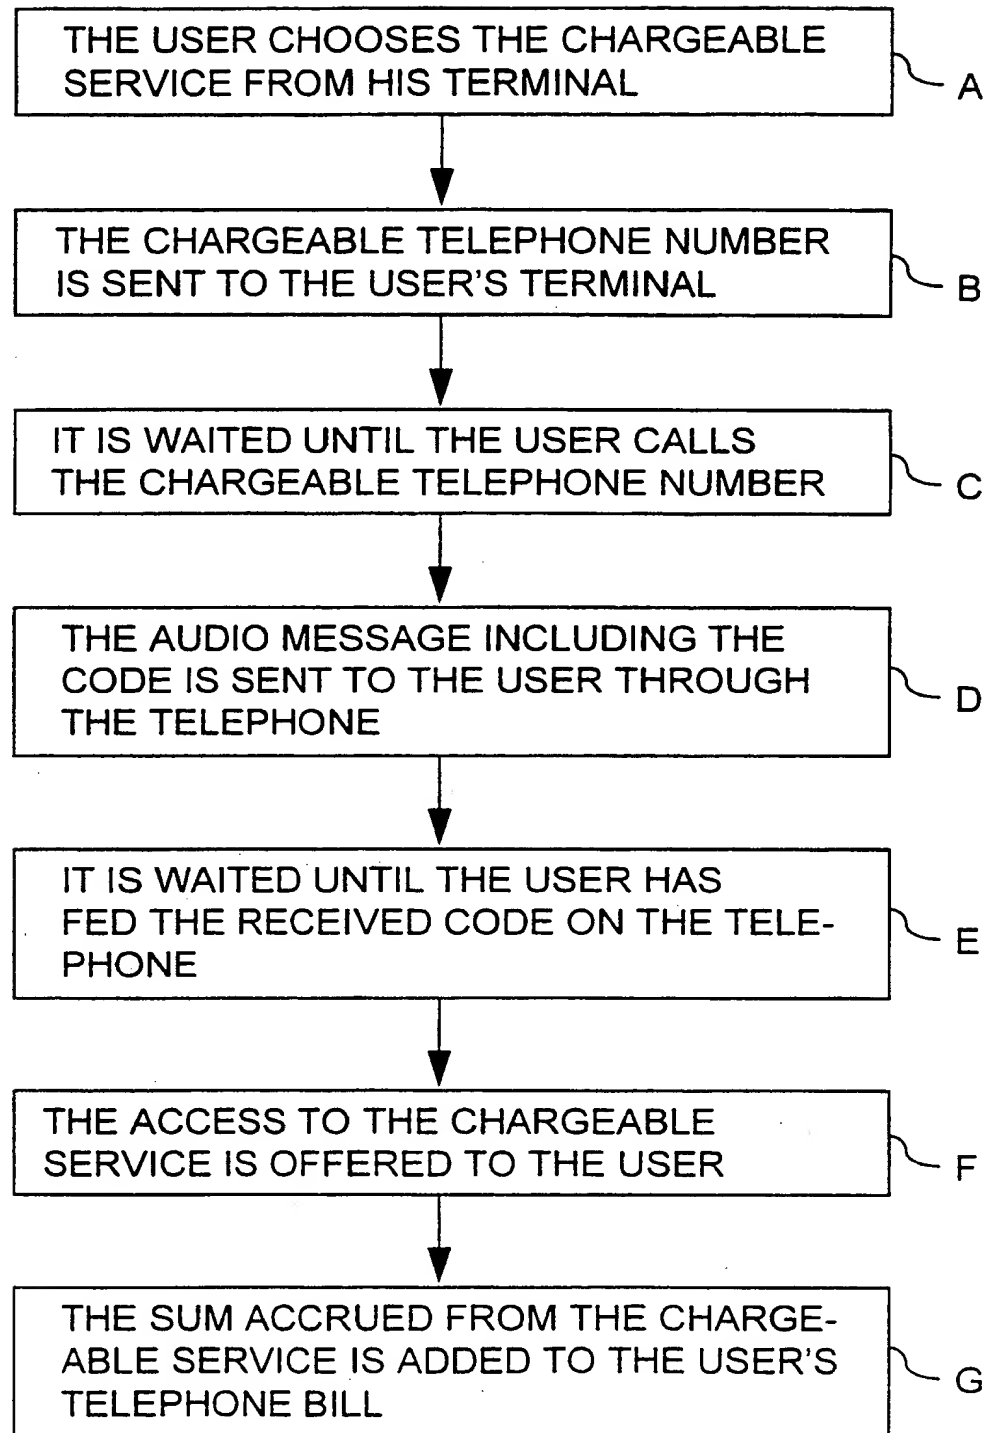 THE USER CHOOSES THE CHARGEABLE
SERVICE FROM HIS TERMINAL
A
THE CHARGEABLE TELEPHONE NUMBER
IS SENT TO THE USER'S TERMINAL
B
IT IS WAITED UNTIL THE USER CALLS
THE CHARGEABLE TELEPHONE NUMBER
C
THE AUDIO MESSAGE INCLUDING THE
CODE IS SENT TO THE USER THROUGH
THE TELEPHONE
D
IT IS WAITED UNTIL THE USER HAS
FED THE RECEIVED CODE ON THE TELE-
PHONE
E
THE ACCESS TO THE CHARGEABLE
SERVICE IS OFFERED TO THE USER
F
THE SUM ACCRUED FROM THE CHARGE-
ABLE SERVICE IS ADDED TO THE USER'S
TELEPHONE BILL
G